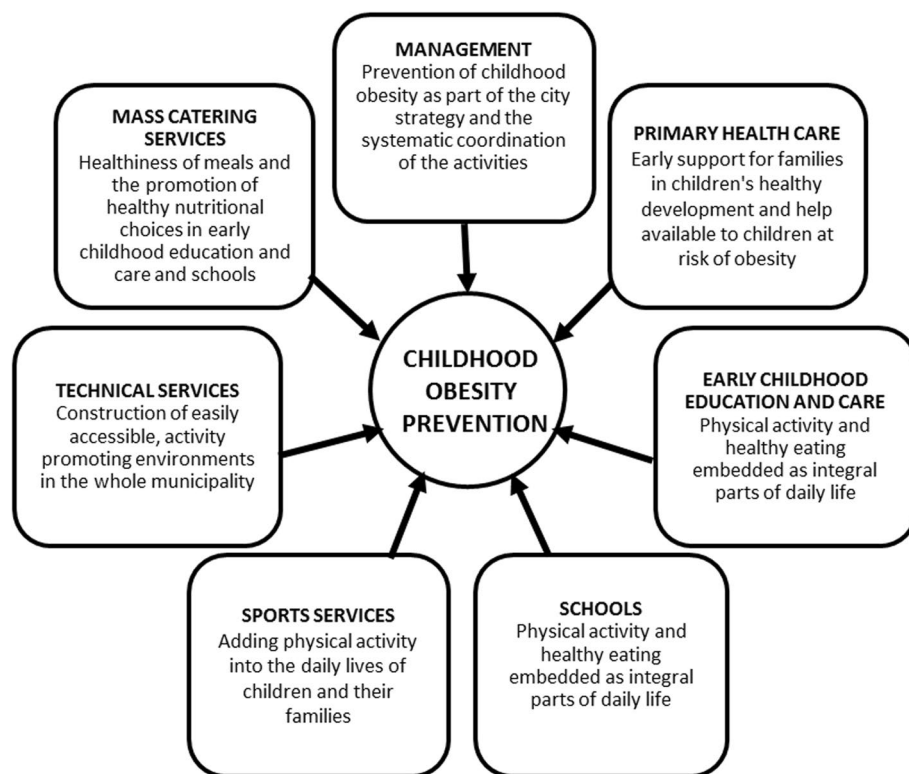 MANAGEMENT
Prevention of childhood
obesity as part of the city
strategy and the
systematic coordination
of the activities
MASS CATERING
SERVICES
Healthiness of meals and
the promotion of
healthy nutritional
choices in early
childhood education and
care and schools
PRIMARY HEALTH CARE
Early support for families
in children's healthy
development and help
available to children at
risk of obesity
CHILDHOOD
OBESITY
PREVENTION
TECHNICAL SERVICES
Construction of easily
accessible, activity
promoting environments
in the whole municipality
EARLY CHILDHOOD
EDUCATION AND CARE
Physical activity and
healthy eating
embedded as integral
parts of daily life
SPORTS SERVICES
Adding physical activity
into the daily lives of
children and their
families
SCHOOLS
Physical activity and
healthy eating
embedded as integral
parts of daily life